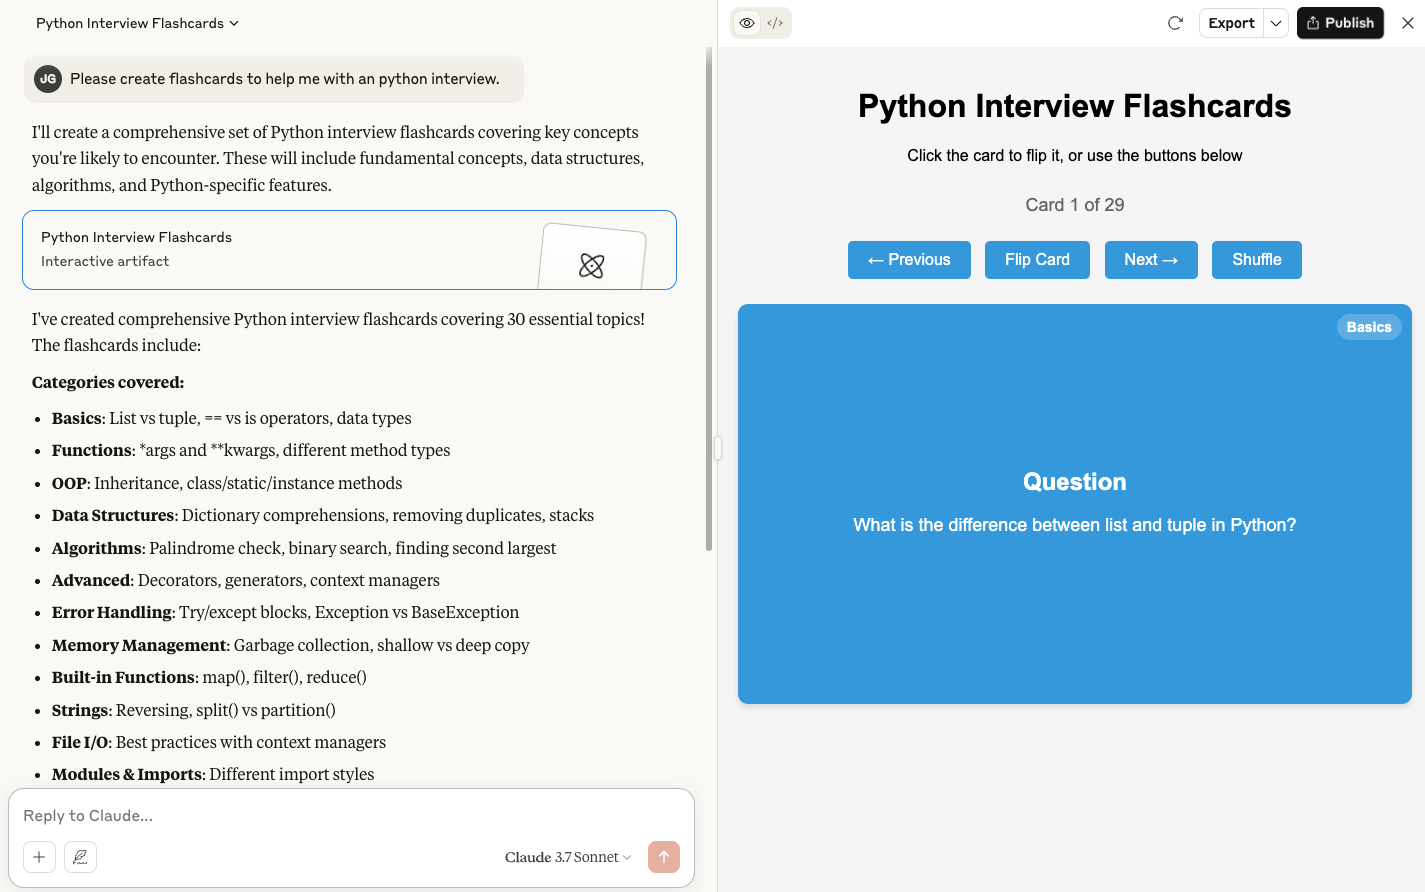 Python Interview Flashcards
JG Please create flashcards to help me with an python interview.
I'll create a comprehensive set of Python interview flashcards covering key concepts
you're likely to encounter. These will include fundamental concepts, data structures,
algorithms, and Python-specific features.
Python Interview Flashcards
Interactive artifact
I've created comprehensive Python interview flashcards covering 30 essential topics!
The flashcards include:
Categories covered:
• Basics: List vs tuple, == vs is operators, data types
• Functions: *args and **kwargs, different method types
• OOP: Inheritance, class/static/instance methods
• Data Structures: Dictionary comprehensions, removing duplicates, stacks
• Algorithms: Palindrome check, binary search, finding second largest
• Advanced: Decorators, generators, context managers
• Error Handling: Try/except blocks, Exception vs BaseException
• Memory Management: Garbage collection, shallow vs deep copy
• Built-in Functions: map(), filter(), reduce()
• Strings: Reversing, split() vs partition()
• File I/O: Best practices with context managers
• Modules & Imports: Different import styles
Reply to Claude...
Claude 3.7 Sonnet
</>
Export
Publish
Python Interview Flashcards
Click the card to flip it, or use the buttons below
Card 1 of 29
← Previous
Flip Card
Next →
Shuffle
Basics
Question
What is the difference between list and tuple in Python?